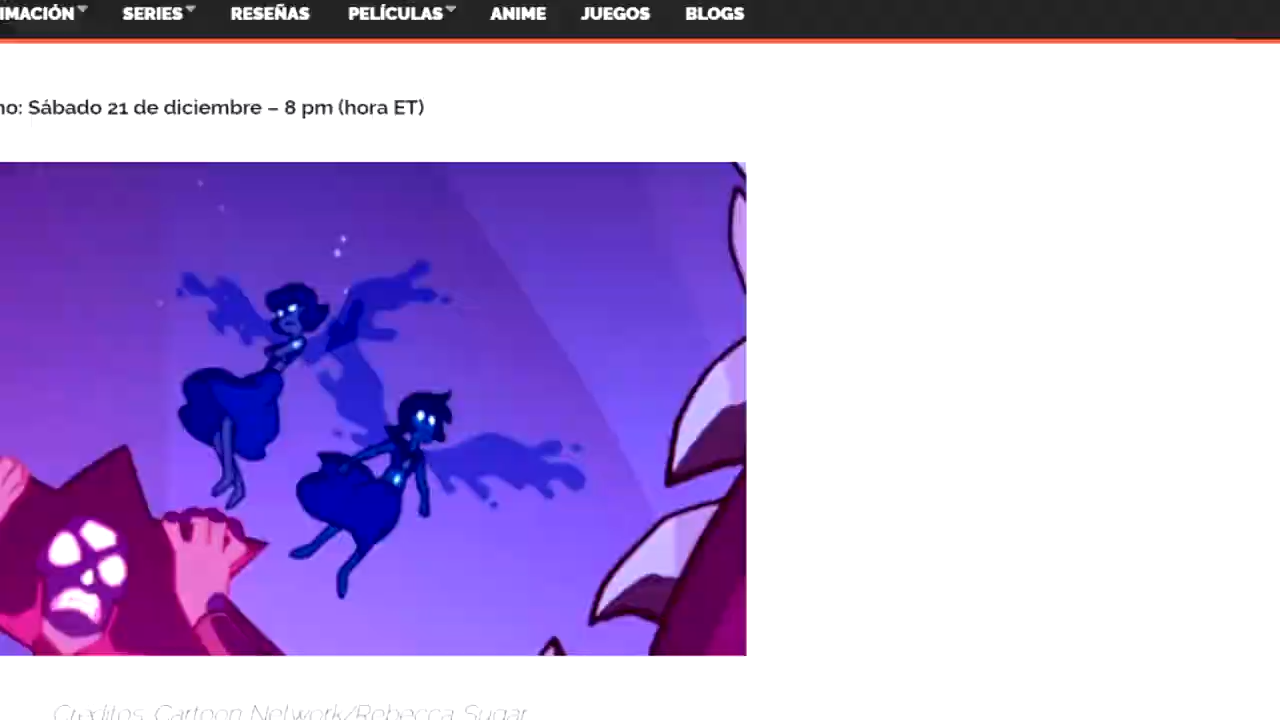 IMACIÓN SERIES RESEÑAS PELÍCULAS ANIME JUEGOS BLOGS
no: Sábado 21 de diciembre – 8 pm (hora ET)
Créditos Cartoon Network/Rebecca Sugar